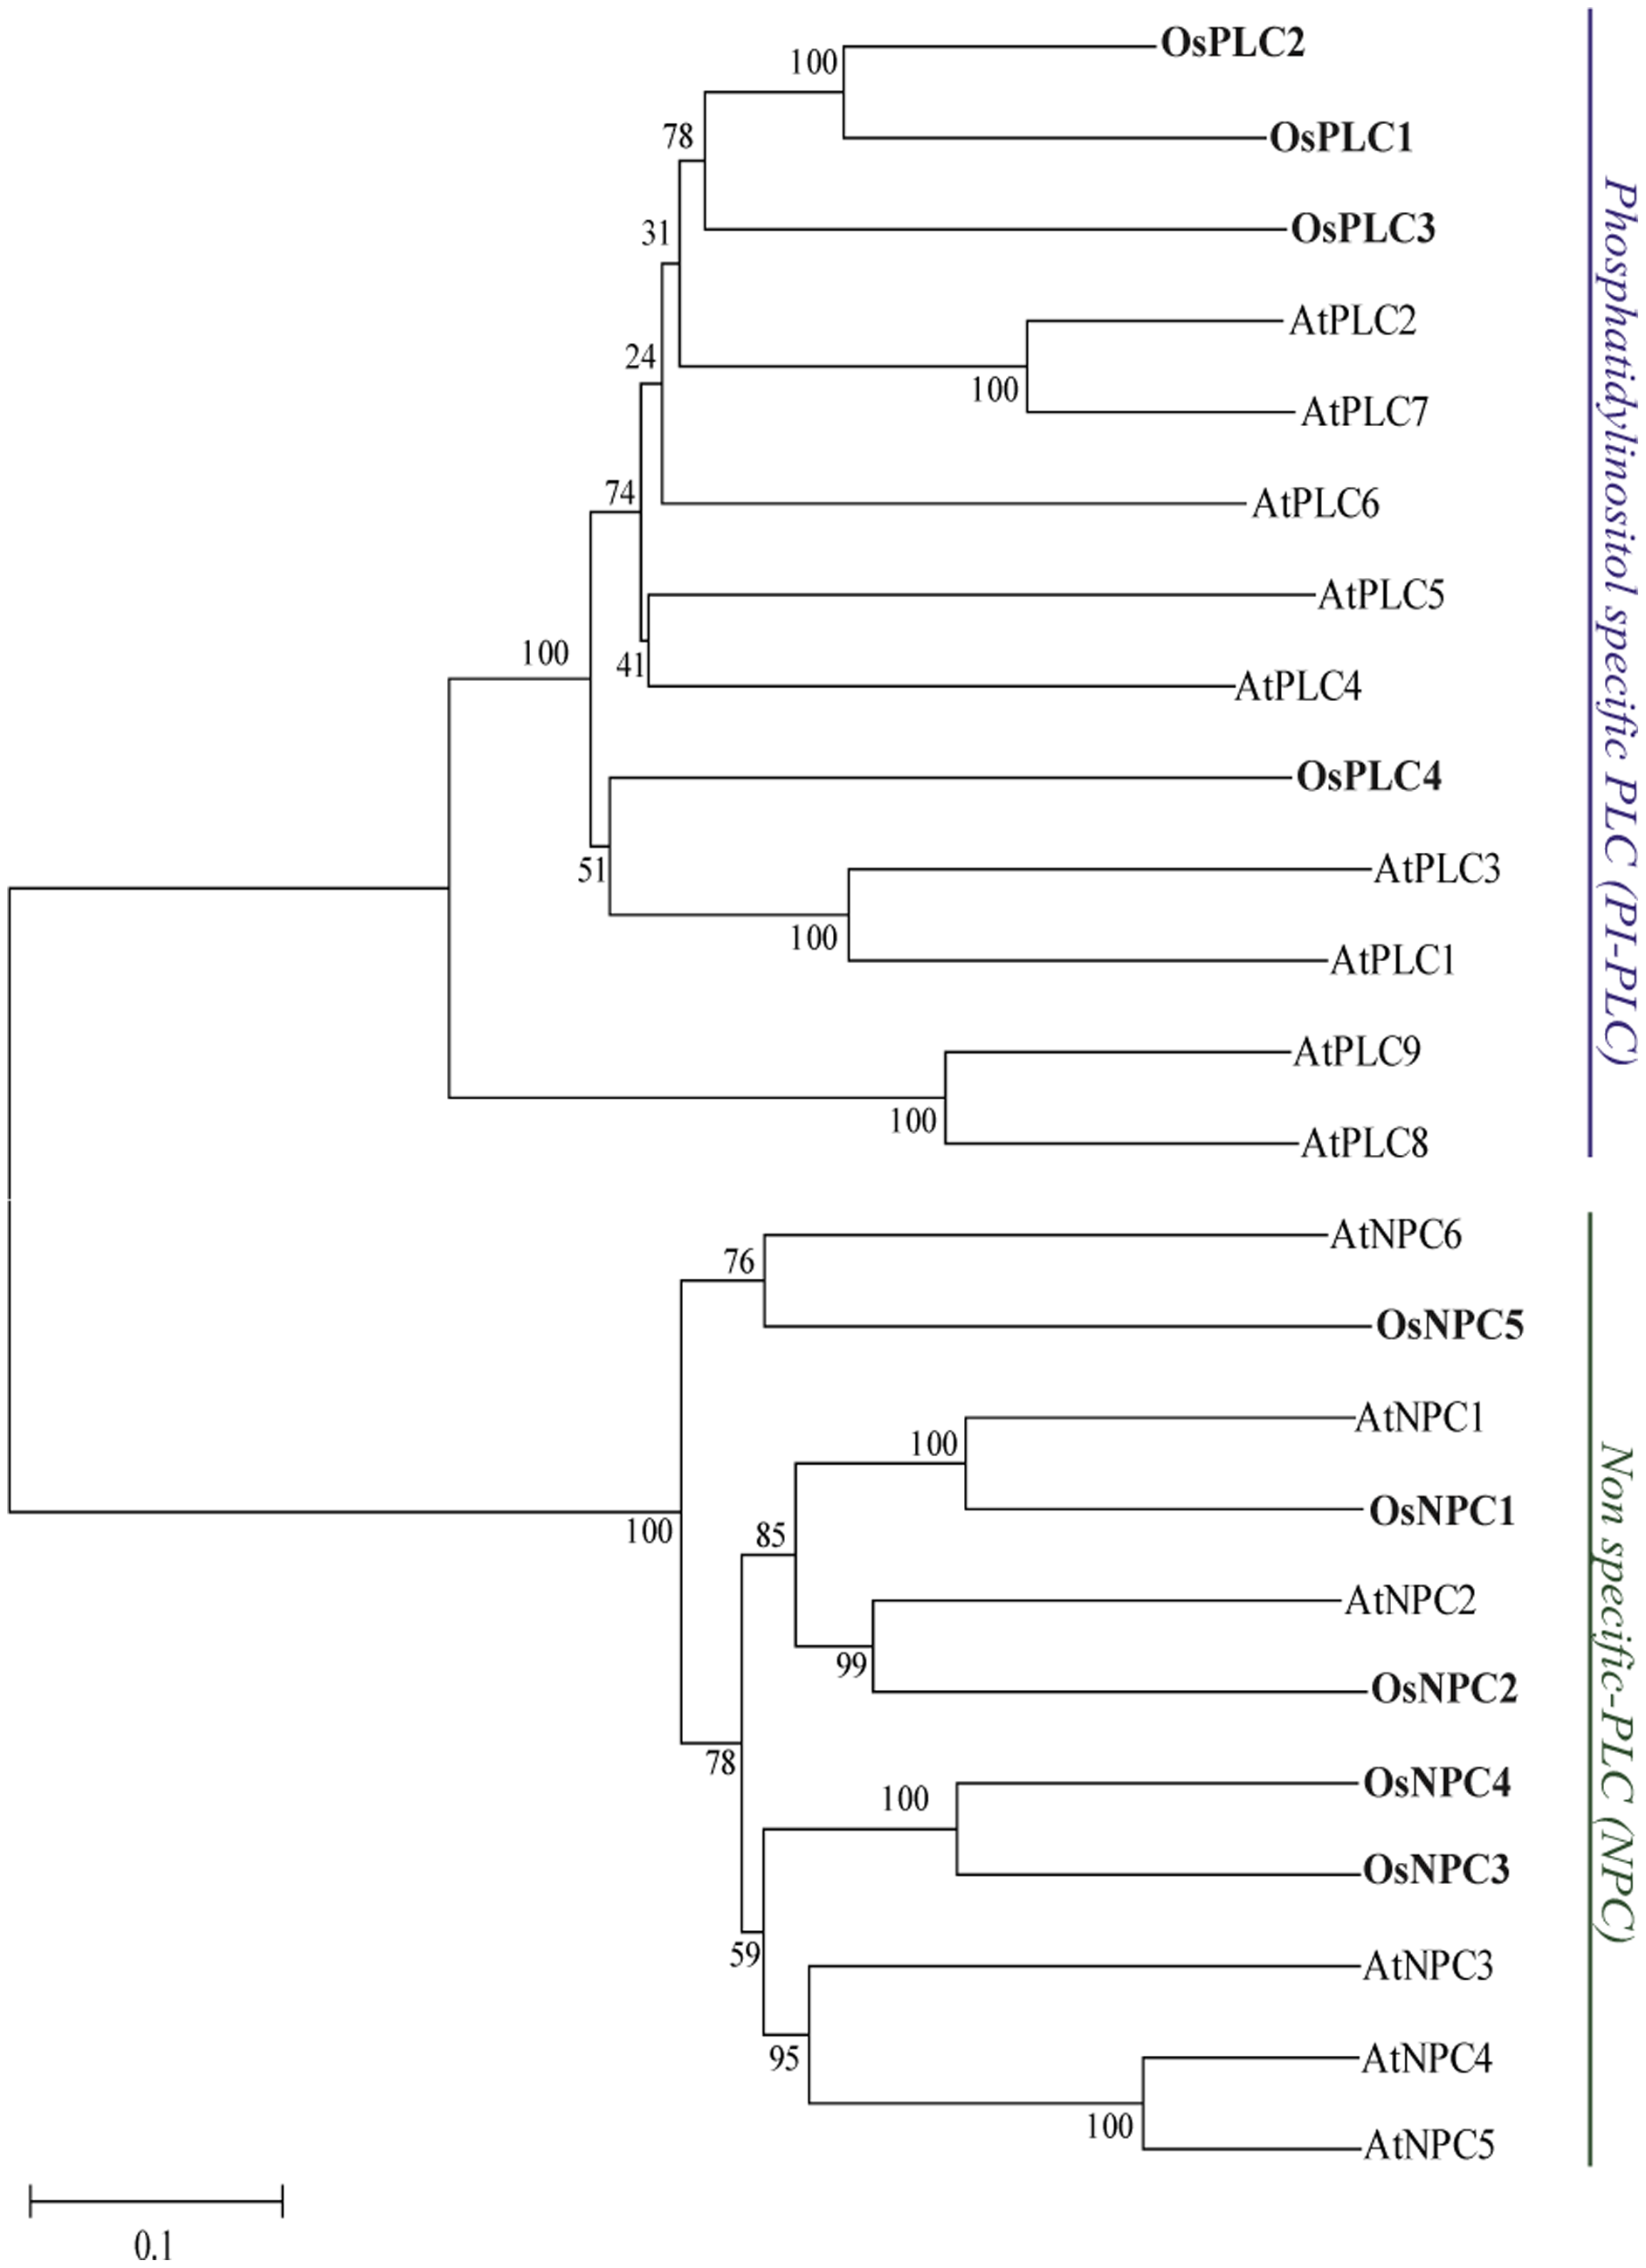 OsPLC2
100
OsPLC1
78
OsPLC3
31
AtPLC2
24
100
AtPLC7
74
AtPLC6
AtPLC5
100
41
AtPLC4
OsPLC4
51
AtPLC3
100
AtPLC1
AtPLC9
100
AtPLC8
Phosphatidylinositol specific PLC (PI-PLC)
AtNPC6
76
OsNPC5
AtNPC1
100
OsNPC1
100
85
AtNPC2
99
OsNPC2
78
OsNPC4
100
OsNPC3
59
AtNPC3
95
AtNPC4
100
AtNPC5
Non specific-PLC (NPC)
0.1